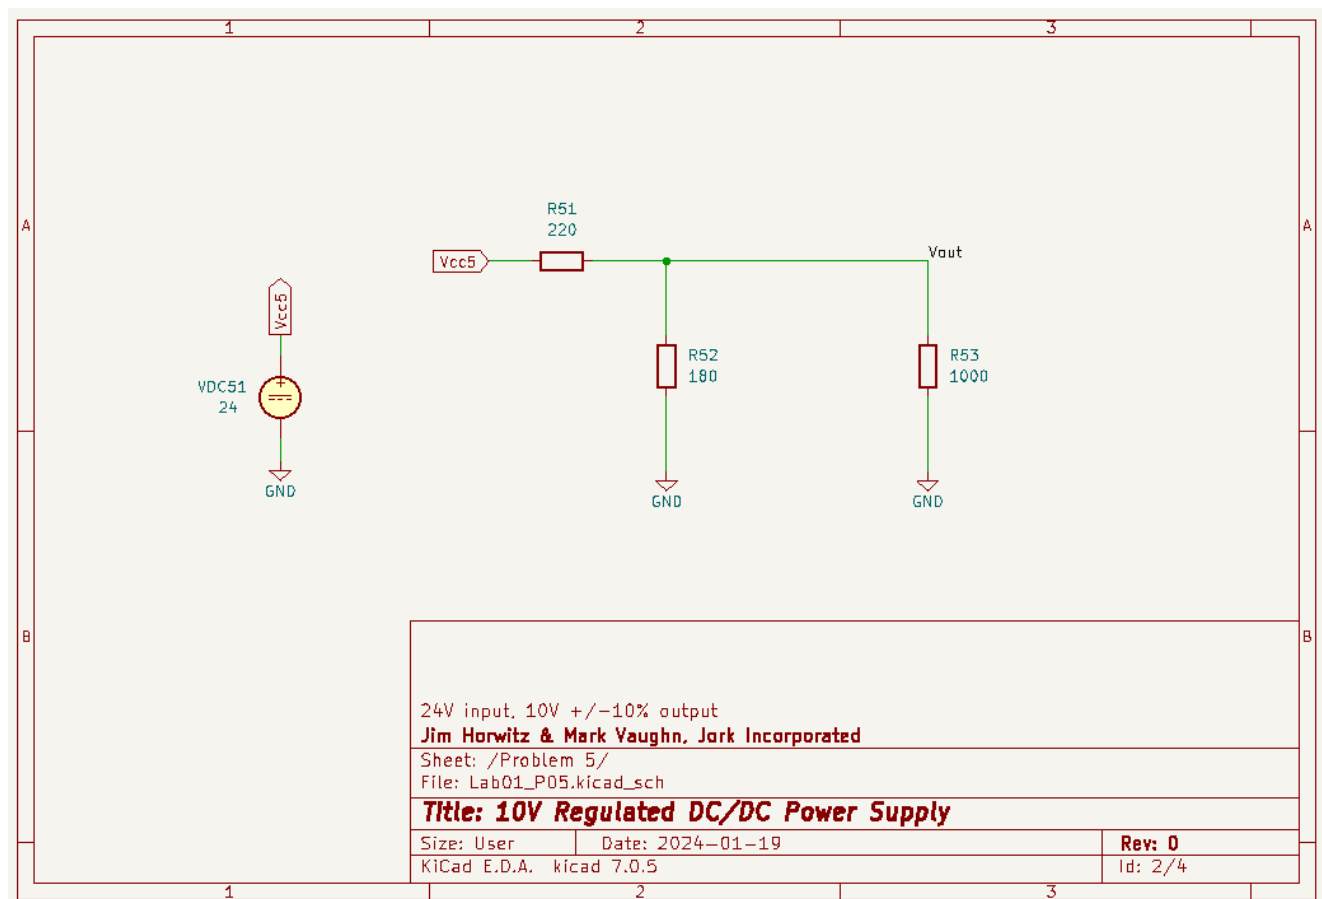 1 2 3
A A
R51
220
Vcc5
Vout
Vcc5
R52
180
R53
1000
VDC51
24
GND
GND
GND
B B
24V input, 10V +/-10% output
Jim Horwitz & Mark Vaughn, Jork Incorporated
Sheet: /Problem 5/
File: Lab01_P05.kicad_sch
Title: 10V Regulated DC/DC Power Supply
Size: User Date: 2024-01-19 Rev: 0
KiCad E.D.A. kicad 7.0.5 Id: 2/4
1 2 3